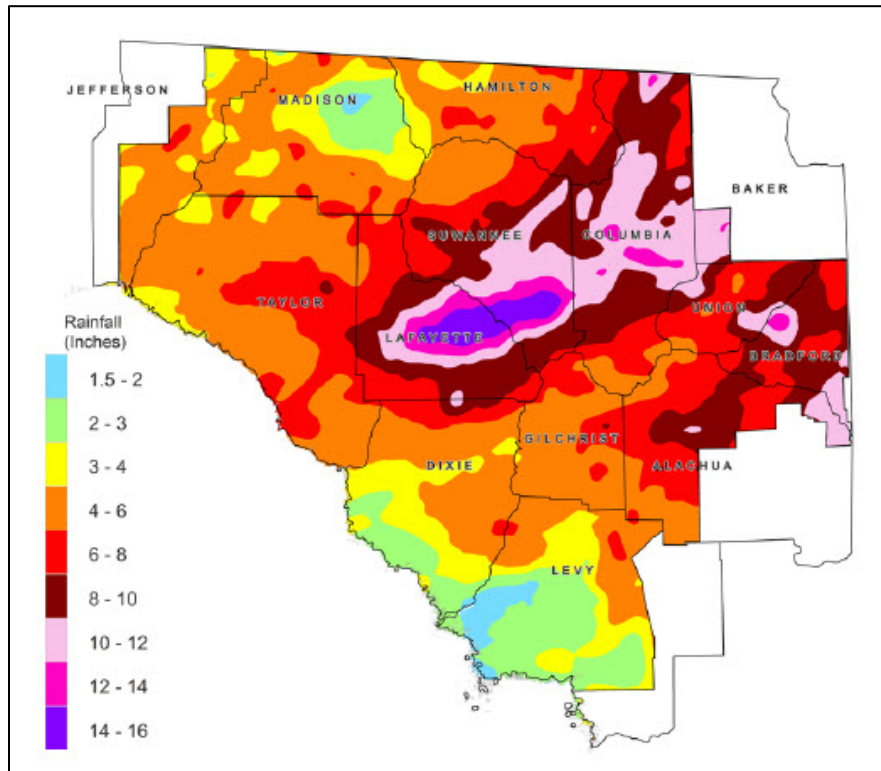 JEFFERSON
MADISON
HAMILTON
BAKER
SUWANNEE
COLUMBIA
TAYLOR
LAFAYETTE
UNION
BRADFORD
GILCHRIST
DIXIE
ALACHUA
LEVY
Rainfall
(Inches)
1.5 - 2
2 - 3
3 - 4
4 - 6
6 - 8
8 - 10
10 - 12
12 - 14
14 - 16